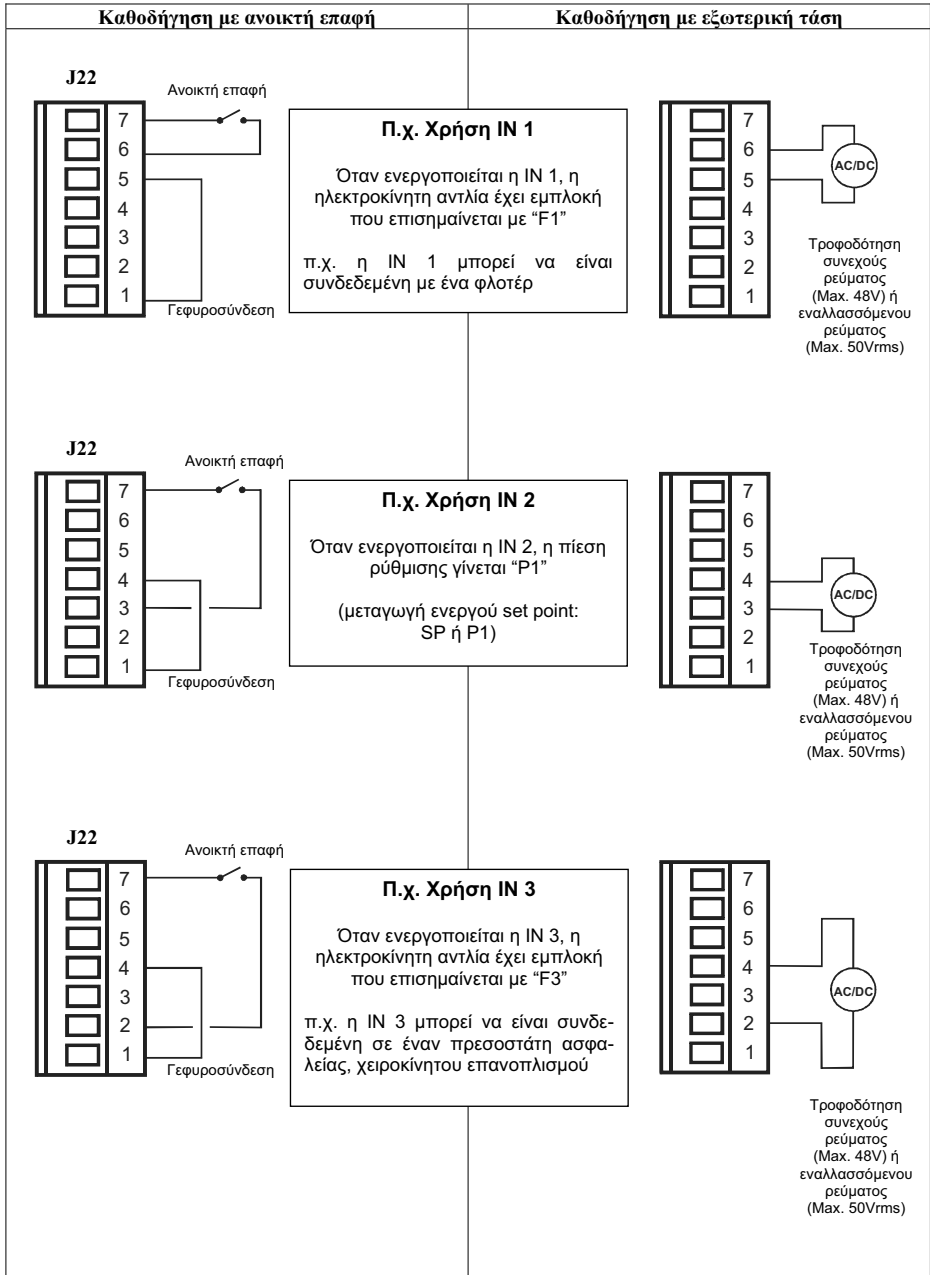 Καθοδήγηση με ανοικτή επαφή
Καθοδήγηση με εξωτερική τάση
J22
Ανοικτή επαφή
7
6
5
4
3
2
1
Γεφυροσύνδεση
Π.χ. Χρήση IN 1
Όταν ενεργοποιείται η IN 1, η
ηλεκτροκίνητη αντλία έχει εμπλοκή
που επισημαίνεται με “F1”
π.χ. η IN 1 μπορεί να είναι
συνδεδεμένη με ένα φλοτέρ
7
6
5
4
3
2
1
AC/DC
Τροφοδότηση
συνεχούς
ρεύματος
(Max. 48V) ή
εναλλασσόμενου
ρεύματος
(Max. 50Vrms)
J22
Ανοικτή επαφή
7
6
5
4
3
2
1
Γεφυροσύνδεση
Π.χ. Χρήση IN 2
Όταν ενεργοποιείται η IN 2, η πίεση
ρύθμισης γίνεται “P1”
(μεταγωγή ενεργού set point:
SP ή P1)
7
6
5
4
3
2
1
AC/DC
Τροφοδότηση
συνεχούς
ρεύματος
(Max. 48V) ή
εναλλασσόμενου
ρεύματος
(Max. 50Vrms)
J22
Ανοικτή επαφή
7
6
5
4
3
2
1
Γεφυροσύνδεση
Π.χ. Χρήση IN 3
Όταν ενεργοποιείται η IN 3, η
ηλεκτροκίνητη αντλία έχει εμπλοκή
που επισημαίνεται με “F3”
π.χ. η IN 3 μπορεί να είναι συνδε-
δεμένη σε έναν πρεσοστάτη ασφα-
λείας, χειροκίνητου επανοπλισμού
7
6
5
4
3
2
1
AC/DC
Τροφοδότηση
συνεχούς
ρεύματος
(Max. 48V) ή
εναλλασσόμενου
ρεύματος
(Max. 50Vrms)